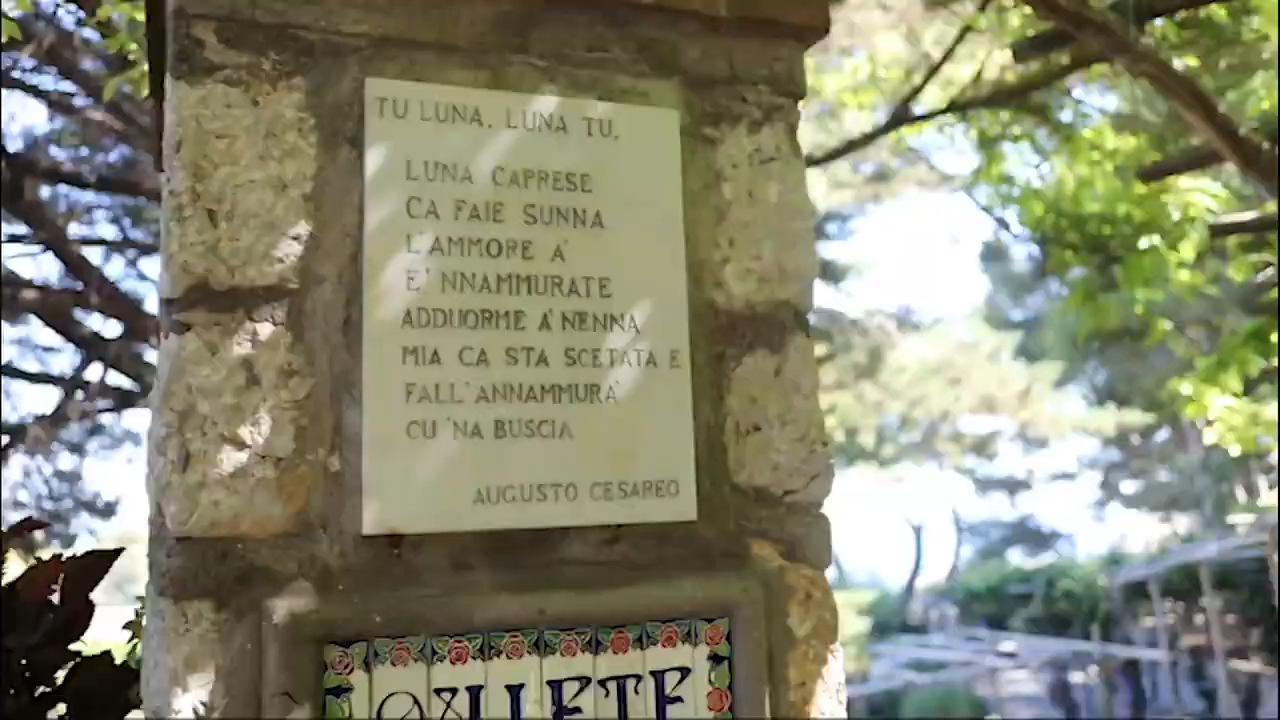 TU LUNA, LUNA TU,
LUNA CAPRESE
CA FAIE SUNNA
L'AMMORE A'
E' NNAMMURATE
ADDUORME A' NENNA
MIA CA STA SCETATA E
FALL'ANNAMMURA'
CU 'NA BUSCIA
AUGUSTO CESAREO